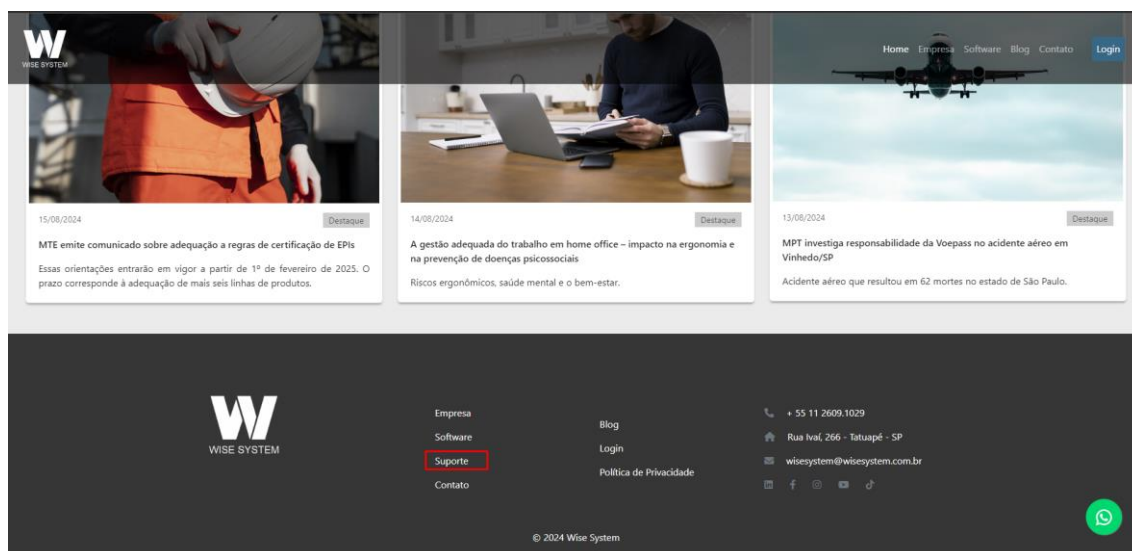 WISE SYSTEM
Home Empresa Software Blog Contato Login
15/08/2024 Destaque
MTE emite comunicado sobre adequação a regras de certificação de EPIs
Essas orientações entrarão em vigor a partir de 1º de fevereiro de 2025. O
prazo corresponde à adequação de mais seis linhas de produtos.
14/08/2024 Destaque
A gestão adequada do trabalho em home office – impacto na ergonomia e
na prevenção de doenças psicossociais
Riscos ergonômicos, saúde mental e o bem-estar.
13/08/2024 Destaque
MPT investiga responsabilidade da Voepass no acidente aéreo em
Vinhedo/SP
Acidente aéreo que resultou em 62 mortes no estado de São Paulo.
WISE SYSTEM
Empresa
Software
Suporte
Contato
Blog
Login
Política de Privacidade
+ 55 11 2609.1029
Rua Ivaí, 266 - Tatuapé - SP
wisesystem@wisesystem.com.br
© 2024 Wise System